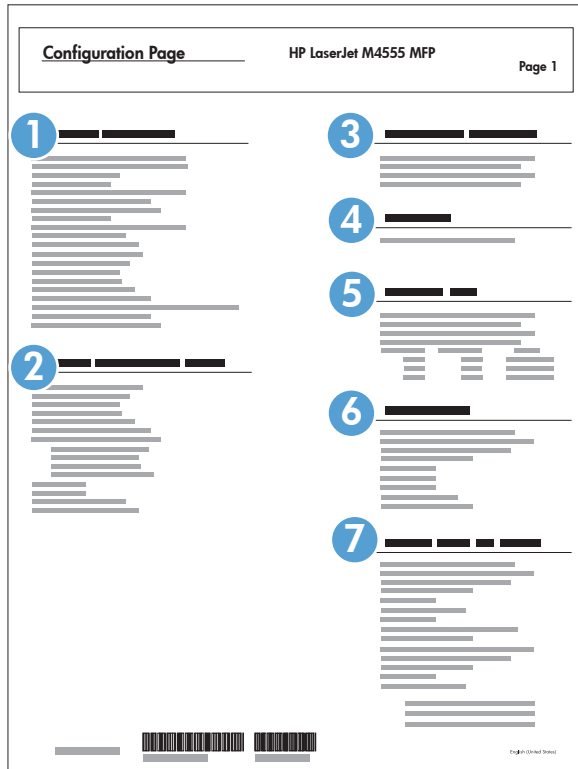 Configuration Page
HP LaserJet M4555 MFP
Page 1
1
2
3
4
5
6
7
English (United States)